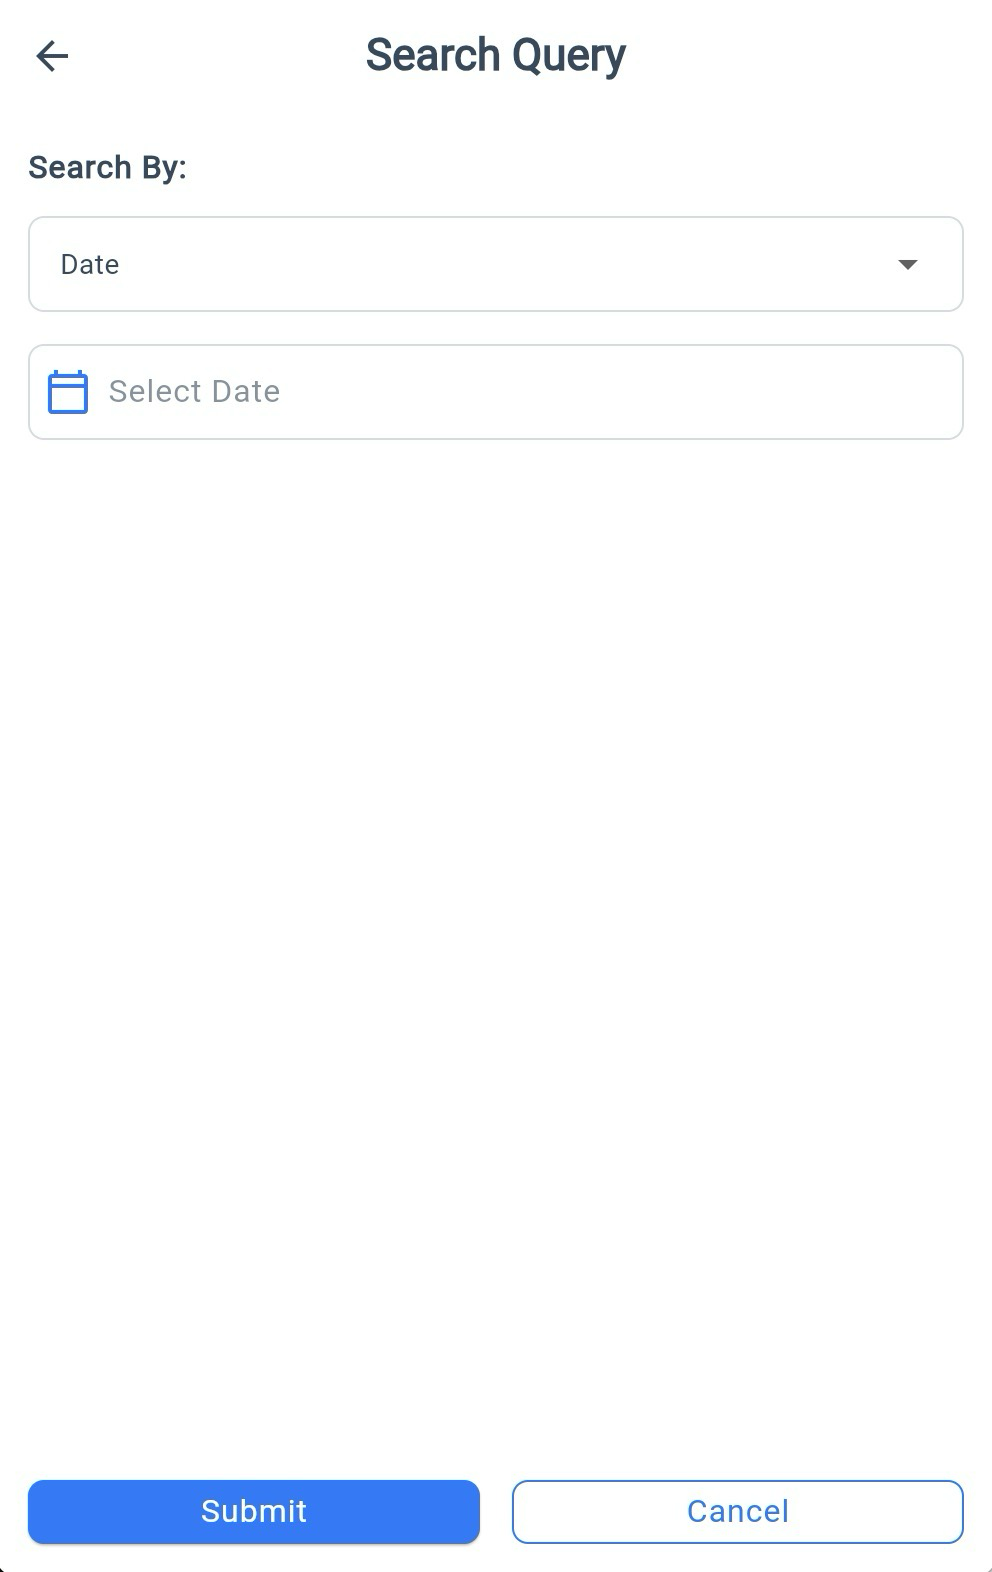 Search Query
Search By:
Date
Select Date
Submit
Cancel